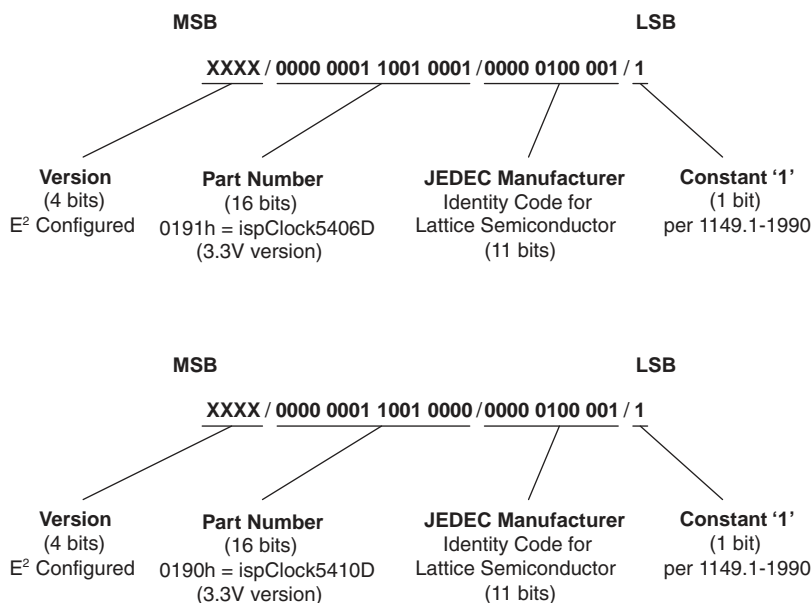 MSB LSB
XXXX / 0000 0001 1001 0001 / 0000 0100 001 / 1
Version
(4 bits)
E² Configured
Part Number
(16 bits)
0191h = ispClock5406D
(3.3V version)
JEDEC Manufacturer
Identity Code for
Lattice Semiconductor
(11 bits)
Constant ‘1’
(1 bit)
per 1149.1-1990
MSB LSB
XXXX / 0000 0001 1001 0000 / 0000 0100 001 / 1
Version
(4 bits)
E² Configured
Part Number
(16 bits)
0190h = ispClock5410D
(3.3V version)
JEDEC Manufacturer
Identity Code for
Lattice Semiconductor
(11 bits)
Constant ‘1’
(1 bit)
per 1149.1-1990